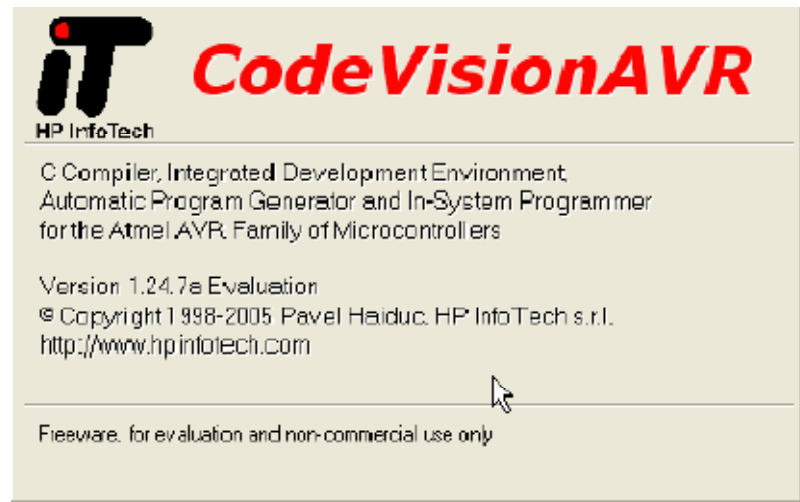 iT
CodeVisionAVR
HP InfoTech
C Compiler, Integrated Development Environment,
Automatic Program Generator and In-System Programmer
for the Atmel AVR Family of Microcontrollers
Version 1.24.7a Evaluation
© Copyright 1998-2005 Pavel Haiduc, HP InfoTech s.r.l.
http://www.hpinfotech.com
Freeware, for evaluation and non-commercial use only